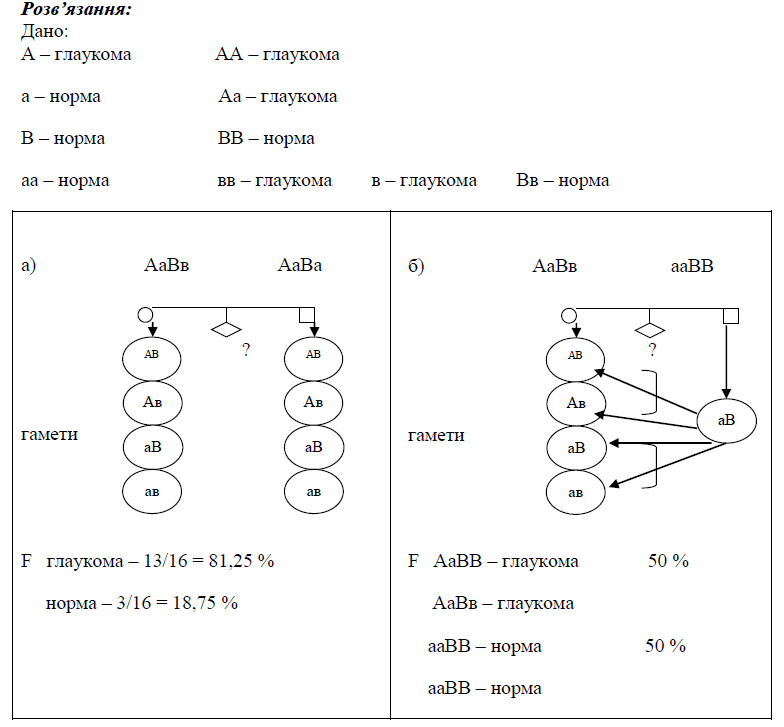 Розв’язання:
Дано:
А – глаукома АА – глаукома
а – норма Аа – глаукома
В – норма ВВ – норма
аа – норма вв – глаукома в – глаукома Вв – норма
а) АаВв АаВа
?
АВ АВ
Ав Ав
гамети
аВ аВ
ав ав
F глаукома – 13/16 = 81,25 %
норма – 3/16 = 18,75 %
б) АаВв ааВВ
?
АВ
Ав
аВ
гамети
аВ
ав
F АаВВ – глаукома 50 %
АаВв – глаукома
ааВВ – норма 50 %
ааВВ – норма